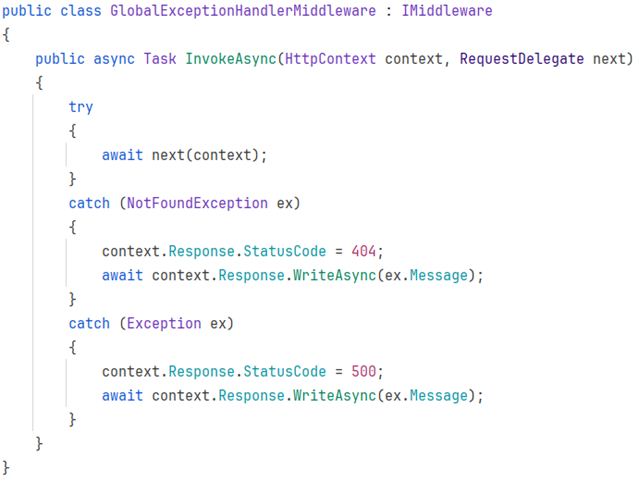 public class GlobalExceptionHandlerMiddleware : IMiddleware
{
    public async Task InvokeAsync(HttpContext context, RequestDelegate next)
    {
        try
        {
            await next(context);
        }
        catch (NotFoundException ex)
        {
            context.Response.StatusCode = 404;
            await context.Response.WriteAsync(ex.Message);
        }
        catch (Exception ex)
        {
            context.Response.StatusCode = 500;
            await context.Response.WriteAsync(ex.Message);
        }
    }
}